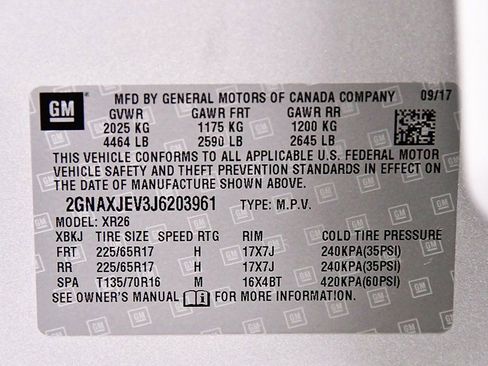 GM MFD BY GENERAL MOTORS OF CANADA COMPANY 09/17
GVWR GAWR FRT GAWR RR
2025 KG 1175 KG 1200 KG
4464 LB 2590 LB 2645 LB
THIS VEHICLE CONFORMS TO ALL APPLICABLE U.S. FEDERAL MOTOR
VEHICLE SAFETY AND THEFT PREVENTION STANDARDS IN EFFECT ON
THE DATE OF MANUFACTURE SHOWN ABOVE.
2GNAXJEV3J6203961 TYPE: M.P.V.
MODEL: XR26
XBKJ TIRE SIZE SPEED RTG RIM COLD TIRE PRESSURE
FRT 225/65R17 H 17X7J 240KPA(35PSI)
RR 225/65R17 H 17X7J 240KPA(35PSI)
SPA T135/70R16 M 16X4BT 420KPA(60PSI)
SEE OWNER'S MANUAL FOR MORE INFORMATION.